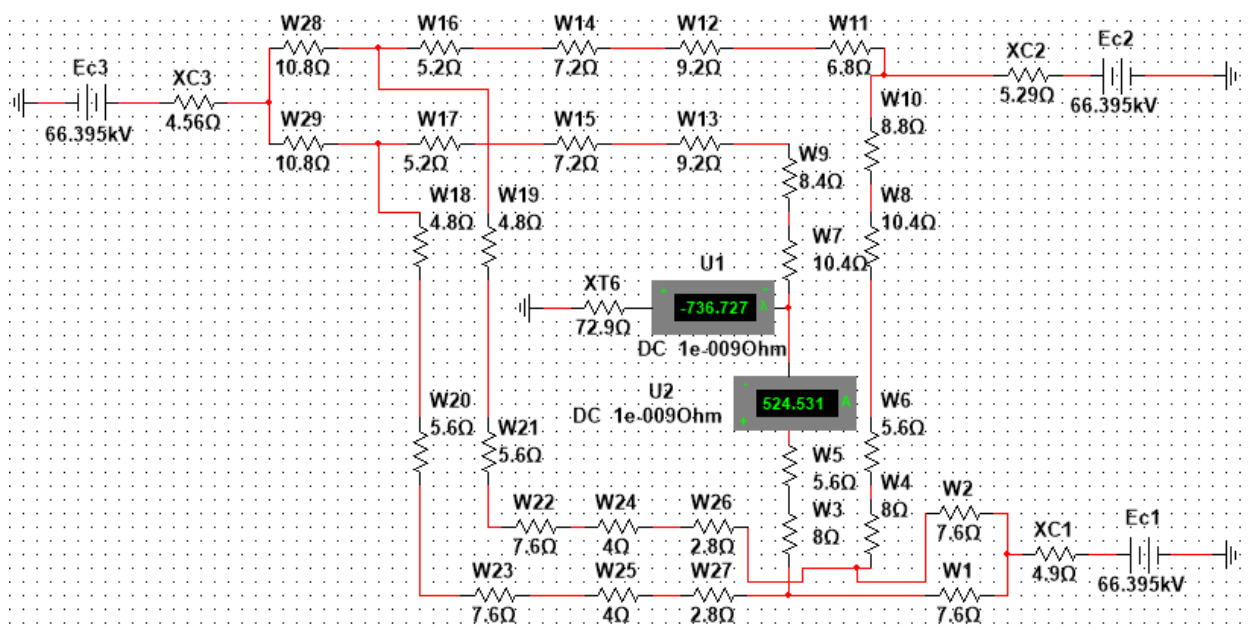 W28 W16 W14 W12 W11
10.8Ω 5.2Ω 7.2Ω 9.2Ω 6.8Ω
Ec3 XC3 XC2 Ec2
66.395kV 4.56Ω 5.29Ω 66.395kV
W29 W17 W15 W13 W10
10.8Ω 5.2Ω 7.2Ω 9.2Ω 8.8Ω
W9
8.4Ω
W18 W19 W8
4.8Ω 4.8Ω 10.4Ω
W7
10.4Ω
U1
XT6
72.9Ω
+ -
-736.727 A
DC 1e-009Ohm
U2
DC 1e-009Ohm
-
524.531 A
+
W20 W21 W6
5.6Ω 5.6Ω 5.6Ω
W5 W4 W2
5.6Ω 8Ω 7.6Ω
W22 W24 W26 W3
7.6Ω 4Ω 2.8Ω 8Ω
XC1 Ec1
4.9Ω 66.395kV
W23 W25 W27 W1
7.6Ω 4Ω 2.8Ω 7.6Ω